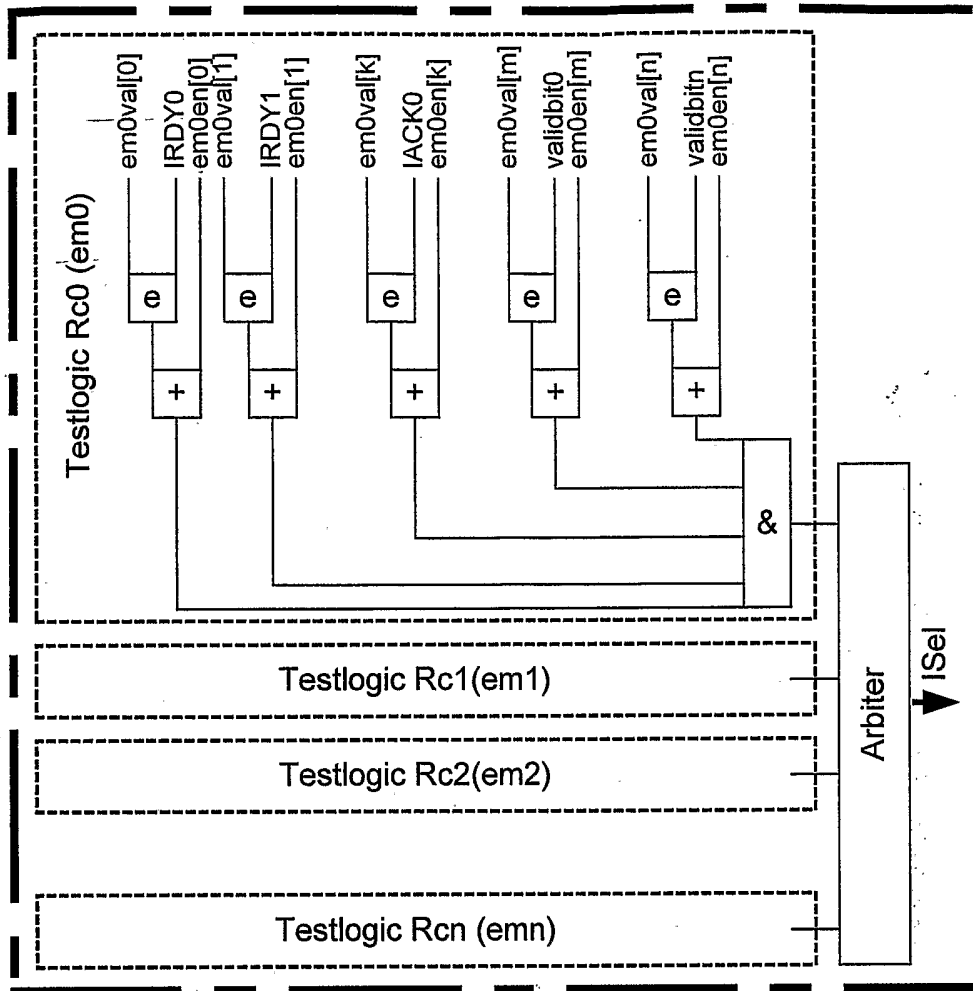 Testlogic Rc0 (em0)
em0val[0]
IRDY0
em0en[0]
em0val[1]
IRDY1
em0en[1]
em0val[k]
IACK0
em0en[k]
em0val[m]
validbit0
em0en[m]
em0val[n]
validbitn
em0en[n]
e
e
e
e
e
+
+
+
+
+
&
Testlogic Rc1(em1)
Testlogic Rc2(em2)
Testlogic Rcn (emn)
Arbiter
ISel